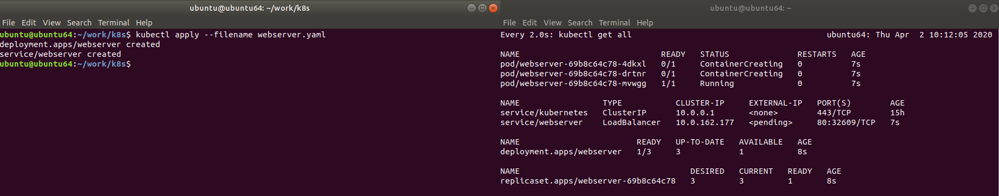 ubuntu@ubuntu64: ~/work/k8s
File Edit View Search Terminal Help
ubuntu@ubuntu64:~/work/k8s$ kubectl apply --filename webserver.yaml
deployment.apps/webserver created
service/webserver created
ubuntu@ubuntu64:~/work/k8s$
ubuntu@ubuntu64: ~
File Edit View Search Terminal Help
Every 2.0s: kubectl get all ubuntu64: Thu Apr  2 10:12:05 2020
NAME READY STATUS RESTARTS AGE
pod/webserver-69b8c64c78-4dkxl 0/1 ContainerCreating 0 7s
pod/webserver-69b8c64c78-drtnr 0/1 ContainerCreating 0 7s
pod/webserver-69b8c64c78-mvwgg 1/1 Running 0 7s
NAME TYPE CLUSTER-IP EXTERNAL-IP PORT(S) AGE
service/kubernetes ClusterIP 10.0.0.1 <none> 443/TCP 15h
service/webserver LoadBalancer 10.0.162.177 <pending> 80:32609/TCP 7s
NAME READY UP-TO-DATE AVAILABLE AGE
deployment.apps/webserver 1/3 3 1 8s
NAME DESIRED CURRENT READY AGE
replicaset.apps/webserver-69b8c64c78 3 3 1 8s